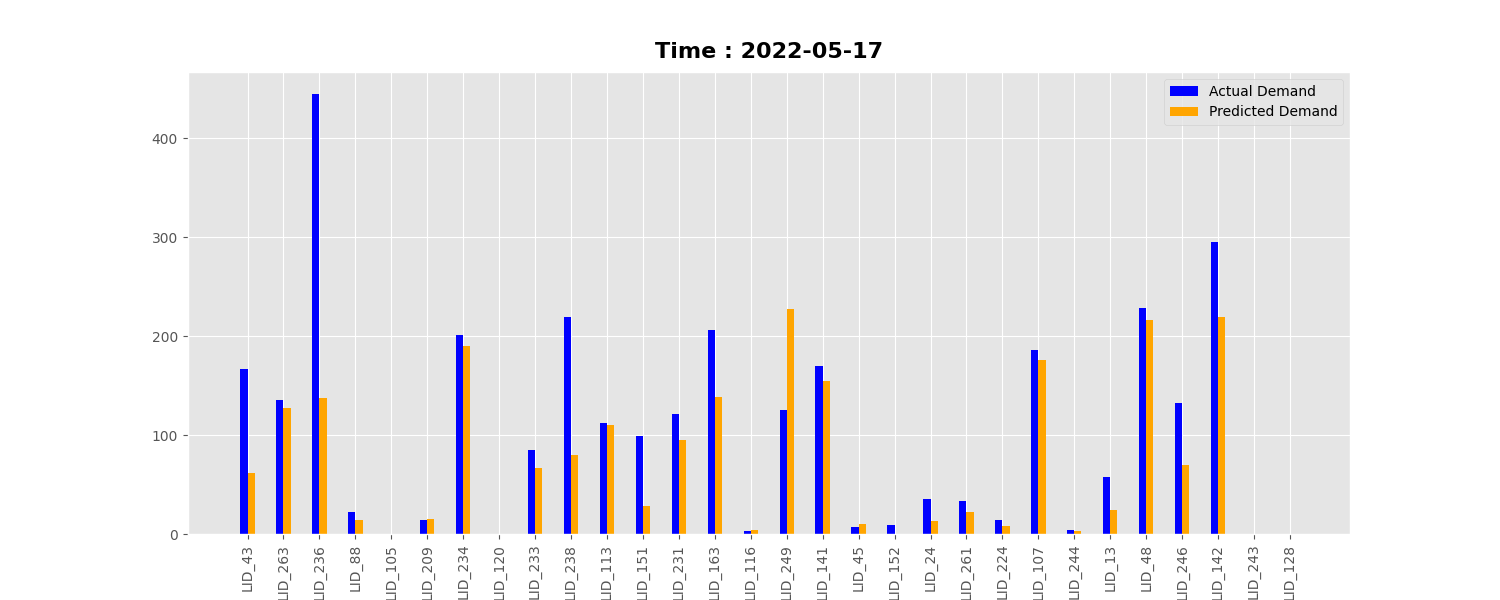 Time : 2022-05-17
Actual Demand
Predicted Demand
400
300
200
100
0
LID_43
LID_263
LID_236
LID_88
LID_105
LID_209
LID_234
LID_120
LID_233
LID_238
LID_113
LID_151
LID_231
LID_163
LID_116
LID_249
LID_141
LID_45
LID_152
LID_24
LID_261
LID_224
LID_107
LID_244
LID_13
LID_48
LID_246
LID_142
LID_243
LID_128